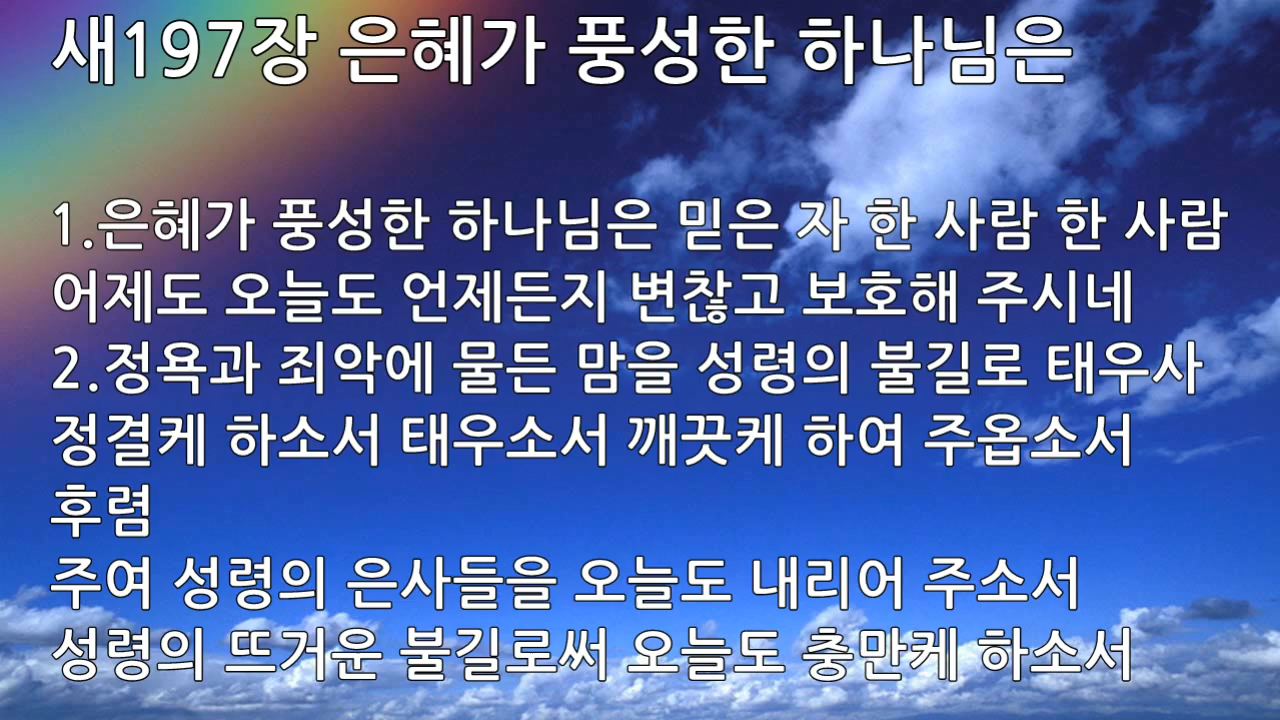 새197장 은혜가 풍성한 하나님은
1.은혜가 풍성한 하나님은 믿은 자 한 사람 한 사람
어제도 오늘도 언제든지 변찮고 보호해 주시네
2.정욕과 죄악에 물든 맘을 성령의 불길로 태우사
정결케 하소서 태우소서 깨끗케 하여 주옵소서
후렴
주여 성령의 은사들을 오늘도 내리어 주소서
성령의 뜨거운 불길로써 오늘도 충만케 하소서